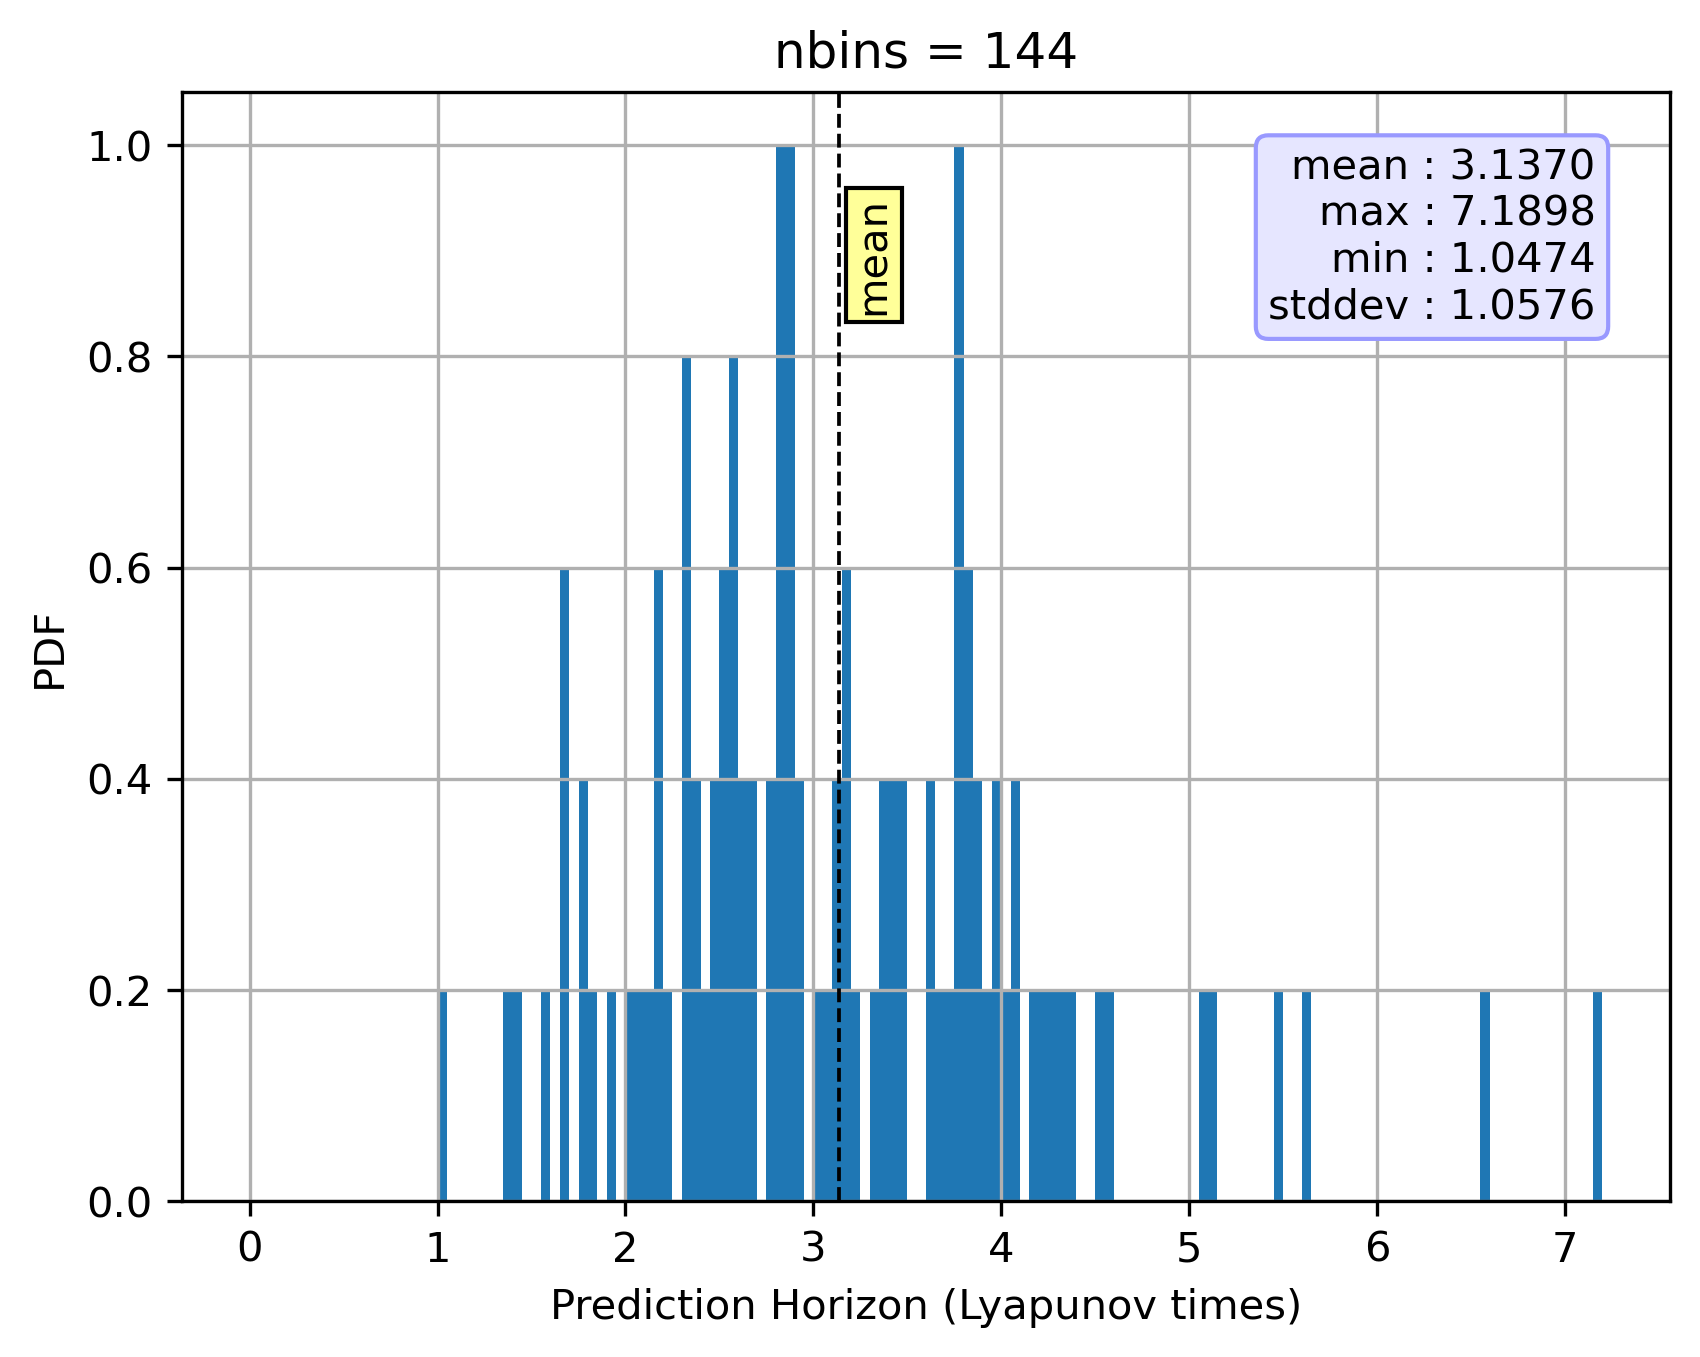 nbins = 144
1.0
0.8
0.6
0.4
0.2
0.0
PDF
mean
mean : 3.1370
max : 7.1898
min : 1.0474
stddev : 1.0576
0 1 2 3 4 5 6 7
Prediction Horizon (Lyapunov times)